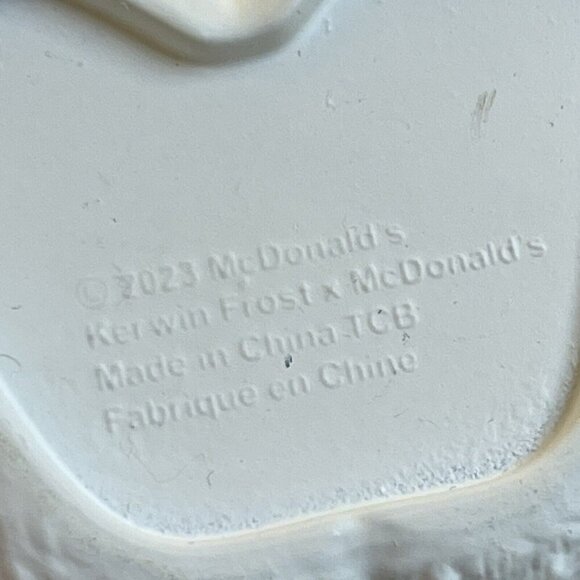 © 2023 McDonald's
Kerwin Frost x McDonald's
Made in China TCB
Fabriqué en Chine